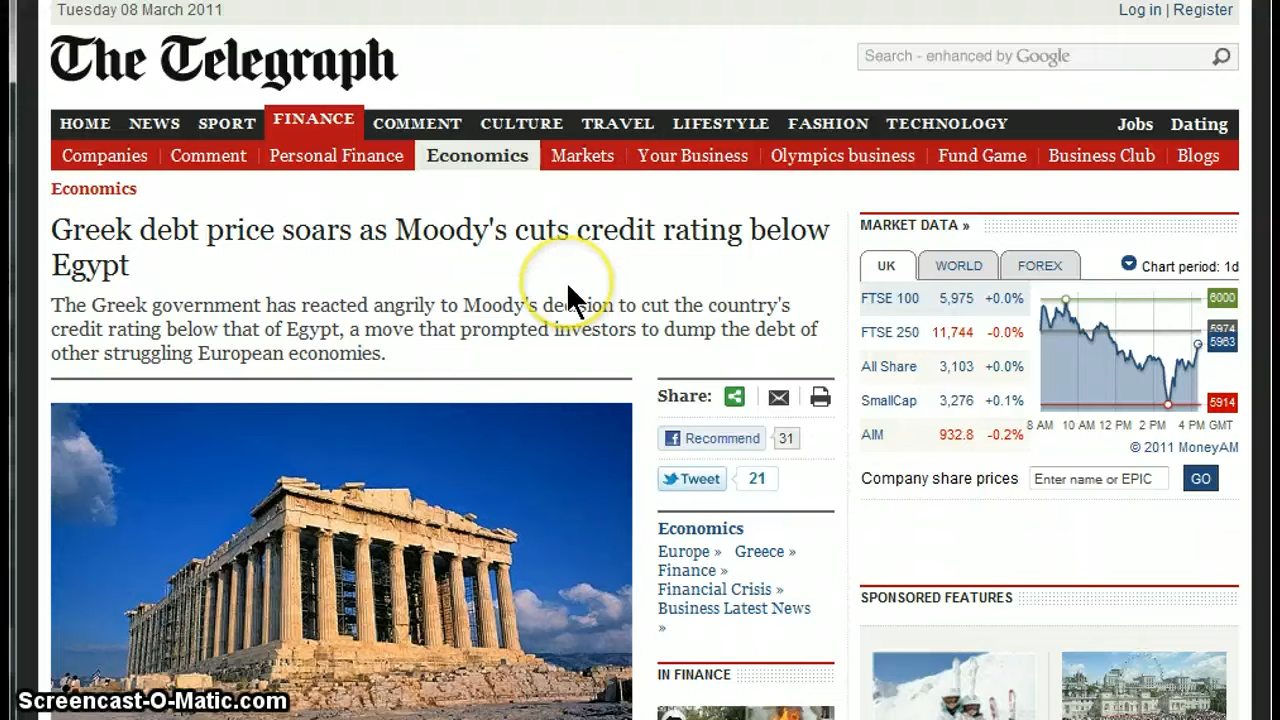 Tuesday 08 March 2011
Log in | Register
The Telegraph
Search - enhanced by Google
HOME NEWS SPORT FINANCE COMMENT CULTURE TRAVEL LIFESTYLE FASHION TECHNOLOGY Jobs Dating
Companies Comment Personal Finance Economics Markets Your Business Olympics business Fund Game Business Club Blogs
Economics
Greek debt price soars as Moody's cuts credit rating below
Egypt
The Greek government has reacted angrily to Moody's decision to cut the country's
credit rating below that of Egypt, a move that prompted investors to dump the debt of
other struggling European economies.
Share:
Recommend 31
Tweet 21
Economics
Europe » Greece »
Finance »
Financial Crisis »
Business Latest News
»
IN FINANCE
MARKET DATA »
UK WORLD FOREX Chart period: 1d
FTSE 100 5,975 +0.0%
FTSE 250 11,744 -0.0%
All Share 3,103 +0.0%
SmallCap 3,276 +0.1%
AIM 932.8 -0.2%
6000
5974
5963
5914
8 AM 10 AM 12 PM 2 PM 4 PM GMT
© 2011 MoneyAM
Company share prices Enter name or EPIC GO
SPONSORED FEATURES
Screencast-O-Matic.com